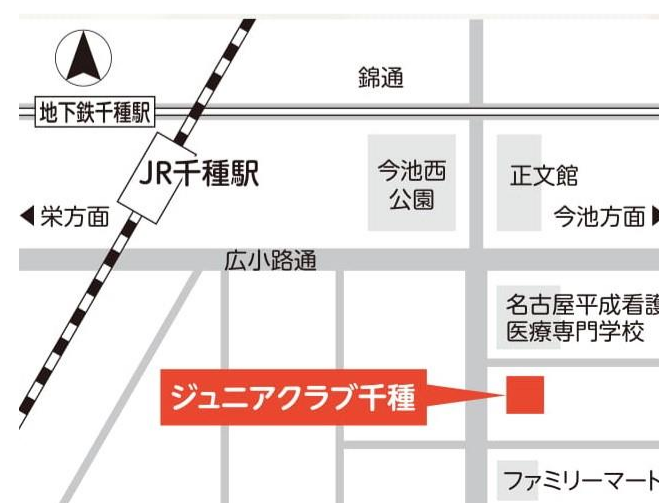 錦通
地下鉄千種駅
JR千種駅
今池西
公園
正文館
栄方面
今池方面
広小路通
名古屋平成看護
医療専門学校
ジュニアクラブ千種
ファミリーマート